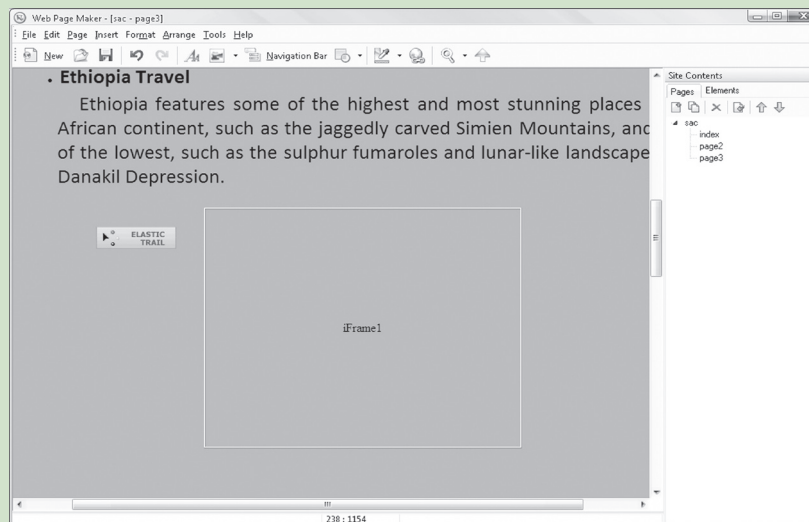 Web Page Maker - [sac - page3]
File Edit Page Insert Format Arrange Tools Help
New Navigation Bar
• Ethiopia Travel
Ethiopia features some of the highest and most stunning places
African continent, such as the jaggedly carved Simien Mountains, and
of the lowest, such as the sulphur fumaroles and lunar-like landscape
Danakil Depression.
ELASTIC
TRAIL
iFrame1
238 : 1154
Site Contents
Pages Elements
sac
index
page2
page3